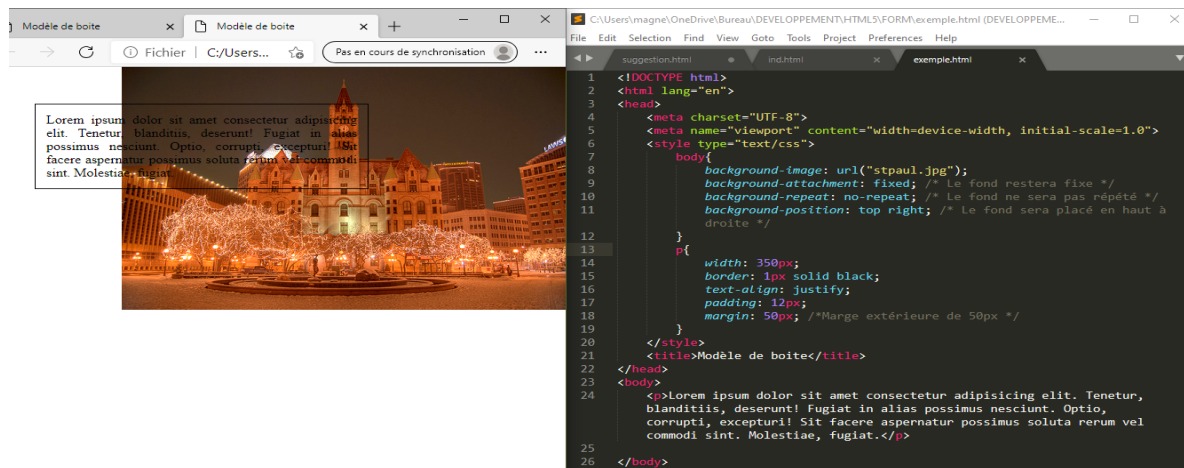 Modèle de boite
Modèle de boite
Fichier
C:/Users...
Pas en cours de synchronisation
Lorem ipsum dolor sit amet consectetur adipisicing
elit. Tenetur, blanditiis, deserunt! Fugiat in alias
possimus nesciunt. Optio, corrupti, excepturi! Sit
facere aspernatur possimus soluta rerum vel commodi
sint. Molestiae, fugiat.
C:\Users\magne\OneDrive\Bureau\DEVELOPPEMENT\HTML5\FORM\exemple.html (DEVELOPPEME...
File Edit Selection Find View Goto Tools Project Preferences Help
suggestion.html ind.html exemple.html
1 <!DOCTYPE html>
2 <html lang="en">
3 <head>
4 <meta charset="UTF-8">
5 <meta name="viewport" content="width=device-width, initial-scale=1.0">
6 <style type="text/css">
7 body{
8 background-image: url("stpaul.jpg");
9 background-attachment: fixed; /* Le fond restera fixe */
10 background-repeat: no-repeat; /* Le fond ne sera pas répété */
11 background-position: top right; /* Le fond sera placé en haut à
droite */
12 }
13 p{
14 width: 350px;
15 border: 1px solid black;
16 text-align: justify;
17 padding: 12px;
18 margin: 50px; /*Marge extérieure de 50px */
19 }
20 </style>
21 <title>Modèle de boite</title>
22 </head>
23 <body>
24 <p>Lorem ipsum dolor sit amet consectetur adipisicing elit. Tenetur,
blanditiis, deserunt! Fugiat in alias possimus nesciunt. Optio,
corrupti, excepturi! Sit facere aspernatur possimus soluta rerum vel
commodi sint. Molestiae, fugiat.</p>
25
26 </body>